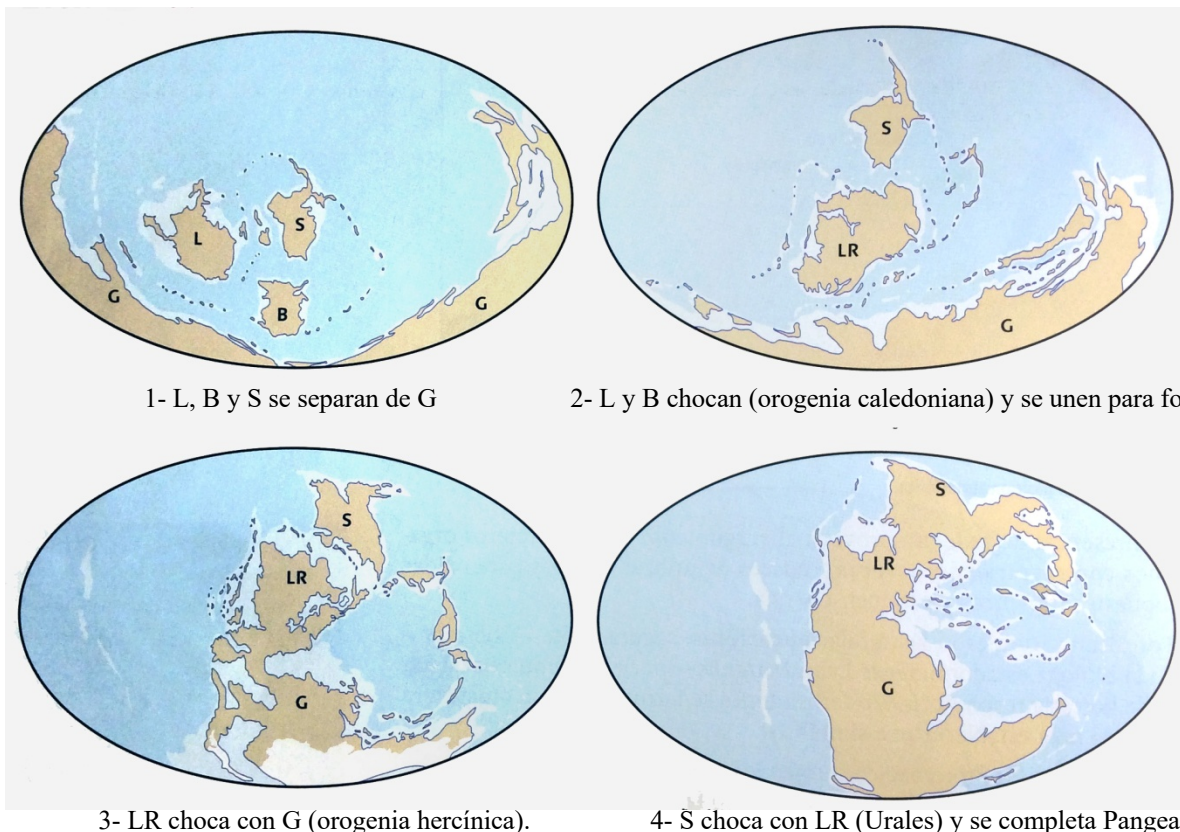 L
S
B
G
G
S
LR
G
1- L, B y S se separan de G
2- L y B chocan (orogenia caledoniana) y se unen para fo
S
LR
G
S
LR
G
3- LR choca con G (orogenia hercínica).
4- S choca con LR (Urales) y se completa Pangea